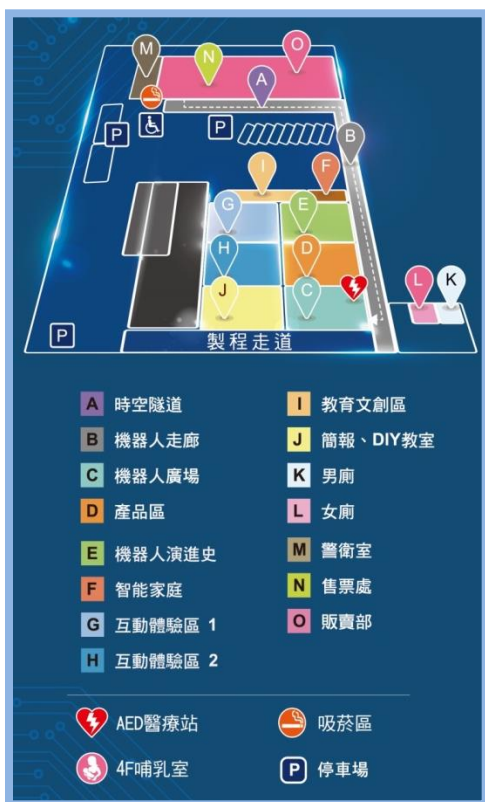 M
N
O
A
P
P
B
I
F
G
E
H
D
J
C
L
K
P
製程走道
A 時空隧道
B 機器人走廊
C 機器人廣場
D 產品區
E 機器人演進史
F 智能家庭
G 互動體驗區 1
H 互動體驗區 2
I 教育文創區
J 簡報、DIY教室
K 男廁
L 女廁
M 警衛室
N 售票處
O 販賣部
AED醫療站
吸菸區
4F哺乳室
P 停車場